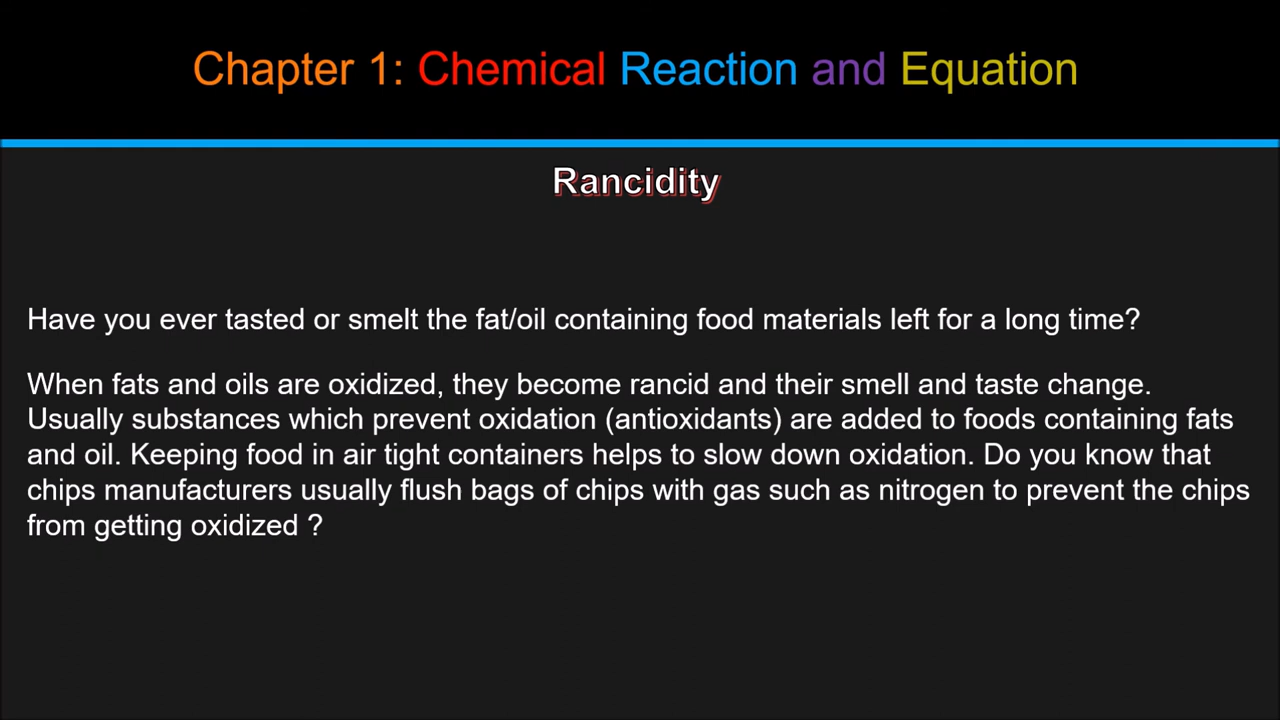 Chapter 1: Chemical Reaction and Equation
Rancidity
Have you ever tasted or smelt the fat/oil containing food materials left for a long time?
When fats and oils are oxidized, they become rancid and their smell and taste change.
Usually substances which prevent oxidation (antioxidants) are added to foods containing fats
and oil. Keeping food in air tight containers helps to slow down oxidation. Do you know that
chips manufacturers usually flush bags of chips with gas such as nitrogen to prevent the chips
from getting oxidized ?